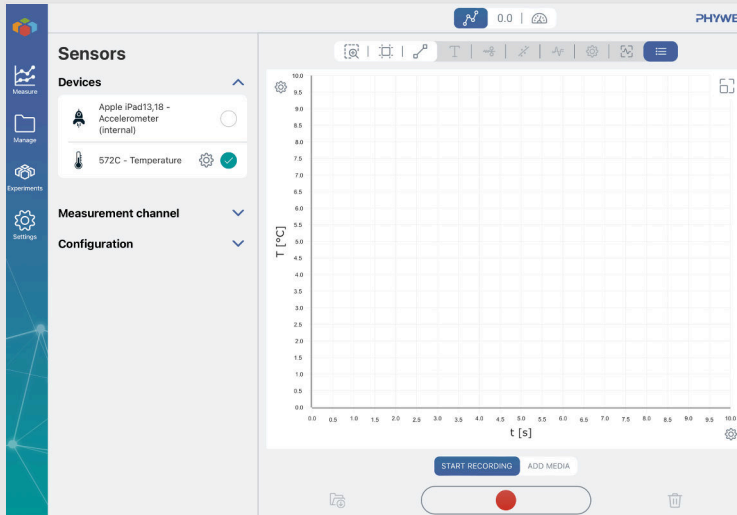 0.0
PHYWE
Sensors
Devices
Apple iPad13,18 -
Accelerometer
(internal)
572C - Temperature
Measurement channel
Configuration
Measure
Manage
Experiments
Settings
T
T [°C]
10.0
9.5
9.0
8.5
8.0
7.5
7.0
6.5
6.0
5.5
5.0
4.5
4.0
3.5
3.0
2.5
2.0
1.5
1.0
0.5
0.0
0.0 0.5 1.0 1.5 2.0 2.5 3.0 3.5 4.0 4.5 5.0 5.5 6.0 6.5 7.0 7.5 8.0 8.5 9.0 9.5 10.0
t [s]
START RECORDING ADD MEDIA